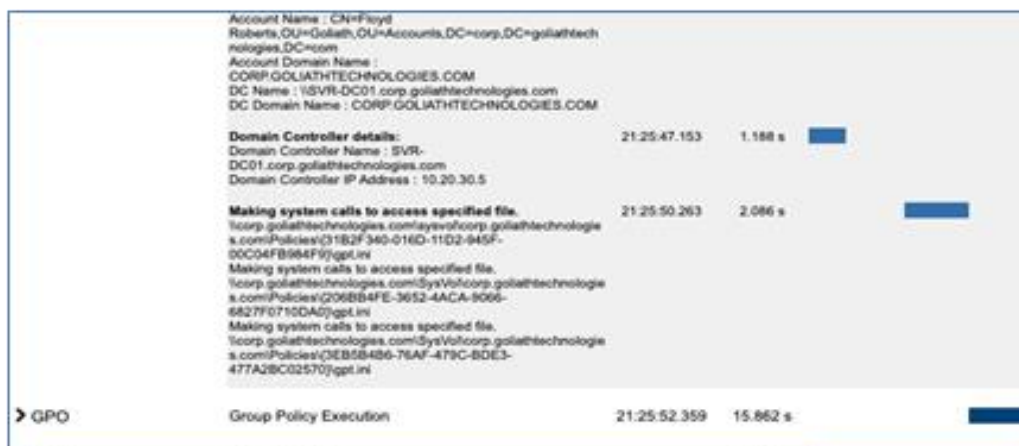 Account Name : CN=Floyd
Roberts,OU=Goliath,OU=Accounts,DC=corp,DC=goliathtech
nologies,DC=com
Account Domain Name :
CORP.GOLIATHTECHNOLOGIES.COM
DC Name : \\SVR-DC01.corp.goliathtechnologies.com
DC Domain Name : CORP.GOLIATHTECHNOLOGIES.COM
Domain Controller details: 21:25:47.153 1.188 s
Domain Controller Name : SVR-
DC01.corp.goliathtechnologies.com
Domain Controller IP Address : 10.20.30.5
Making system calls to access specified file. 21:25:50.263 2.086 s
\\corp.goliathtechnologies.com\sysvol\corp.goliathtechnologie
s.com\Policies\{31B2F340-016D-11D2-945F-
00C04FB984F9}\gpt.ini
Making system calls to access specified file.
\\corp.goliathtechnologies.com\SysVol\corp.goliathtechnologie
s.com\Policies\{206BB4FE-3652-4ACA-9066-
6827F0710DA0}\gpt.ini
Making system calls to access specified file.
\\corp.goliathtechnologies.com\SysVol\corp.goliathtechnologie
s.com\Policies\{3EB5B4B6-76AF-479C-BDE3-
477A2BC02570}\gpt.ini
GPO Group Policy Execution 21:25:52.359 15.862 s